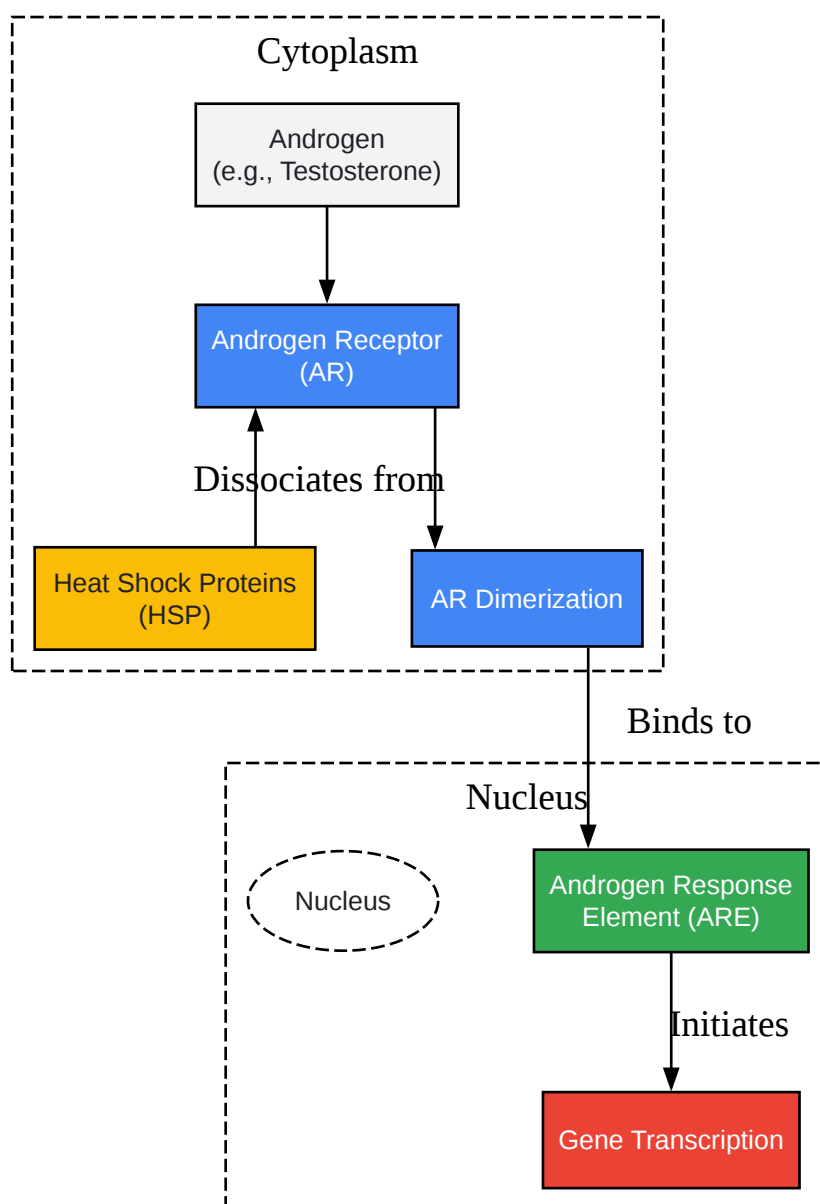 Cytoplasm
Androgen
(e.g., Testosterone)
Androgen Receptor
(AR)
Dissociates from
Heat Shock Proteins
(HSP)
AR Dimerization
Binds to
Nucleus
Nucleus
Androgen Response
Element (ARE)
Initiates
Gene Transcription